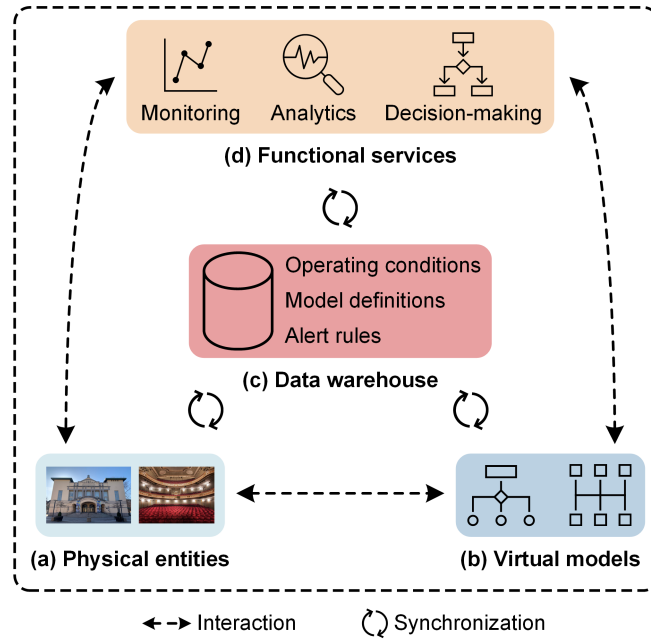 Monitoring Analytics Decision-making
(d) Functional services
Operating conditions
Model definitions
Alert rules
(c) Data warehouse
(a) Physical entities
(b) Virtual models
Interaction
Synchronization